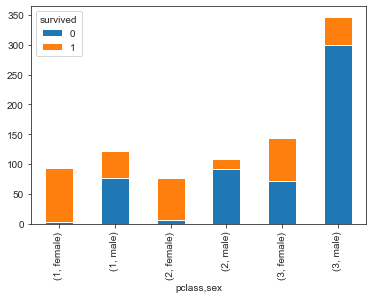 survived
0
1
350
300
250
200
150
100
50
0
(1, female)
(1, male)
(2, female)
(2, male)
(3, female)
(3, male)
pclass,sex